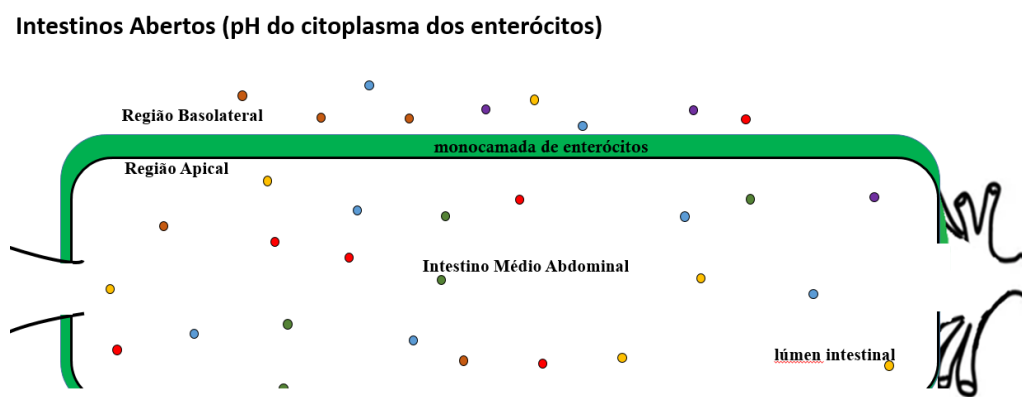 Intestinos Abertos (pH do citoplasma dos enterócitos)
Região Basolateral
monocamada de enterócitos
Região Apical
Intestino Médio Abdominal
lúmen intestinal